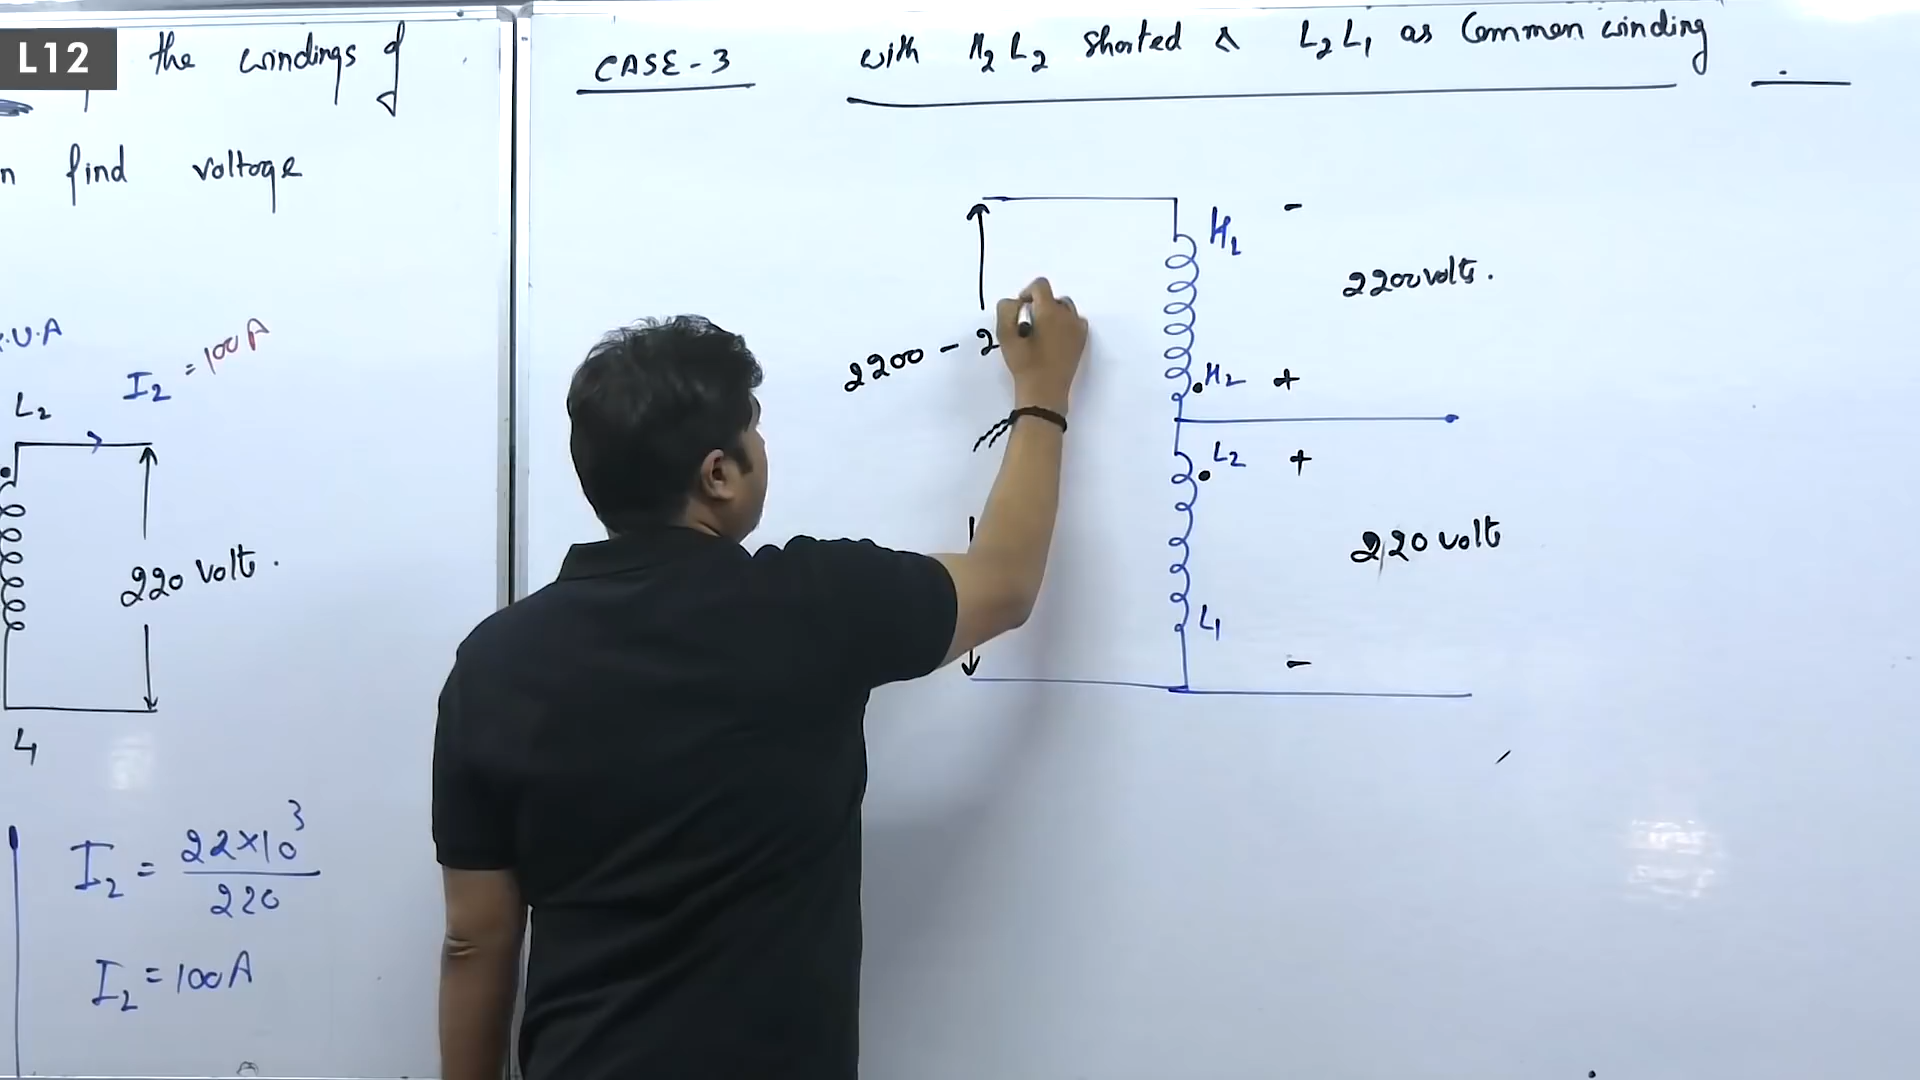 L12
the windings of
n find voltage
.V.A
I2 = 100A
L2
220 volt.
I2 = 22×10^3 / 220
I2 = 100A
CASE-3 with H2 L2 Shorted & L2 L1 as Common winding
H1 -
2200 volts.
2200 - 2
H2 +
L2 +
220 volt
L1
-